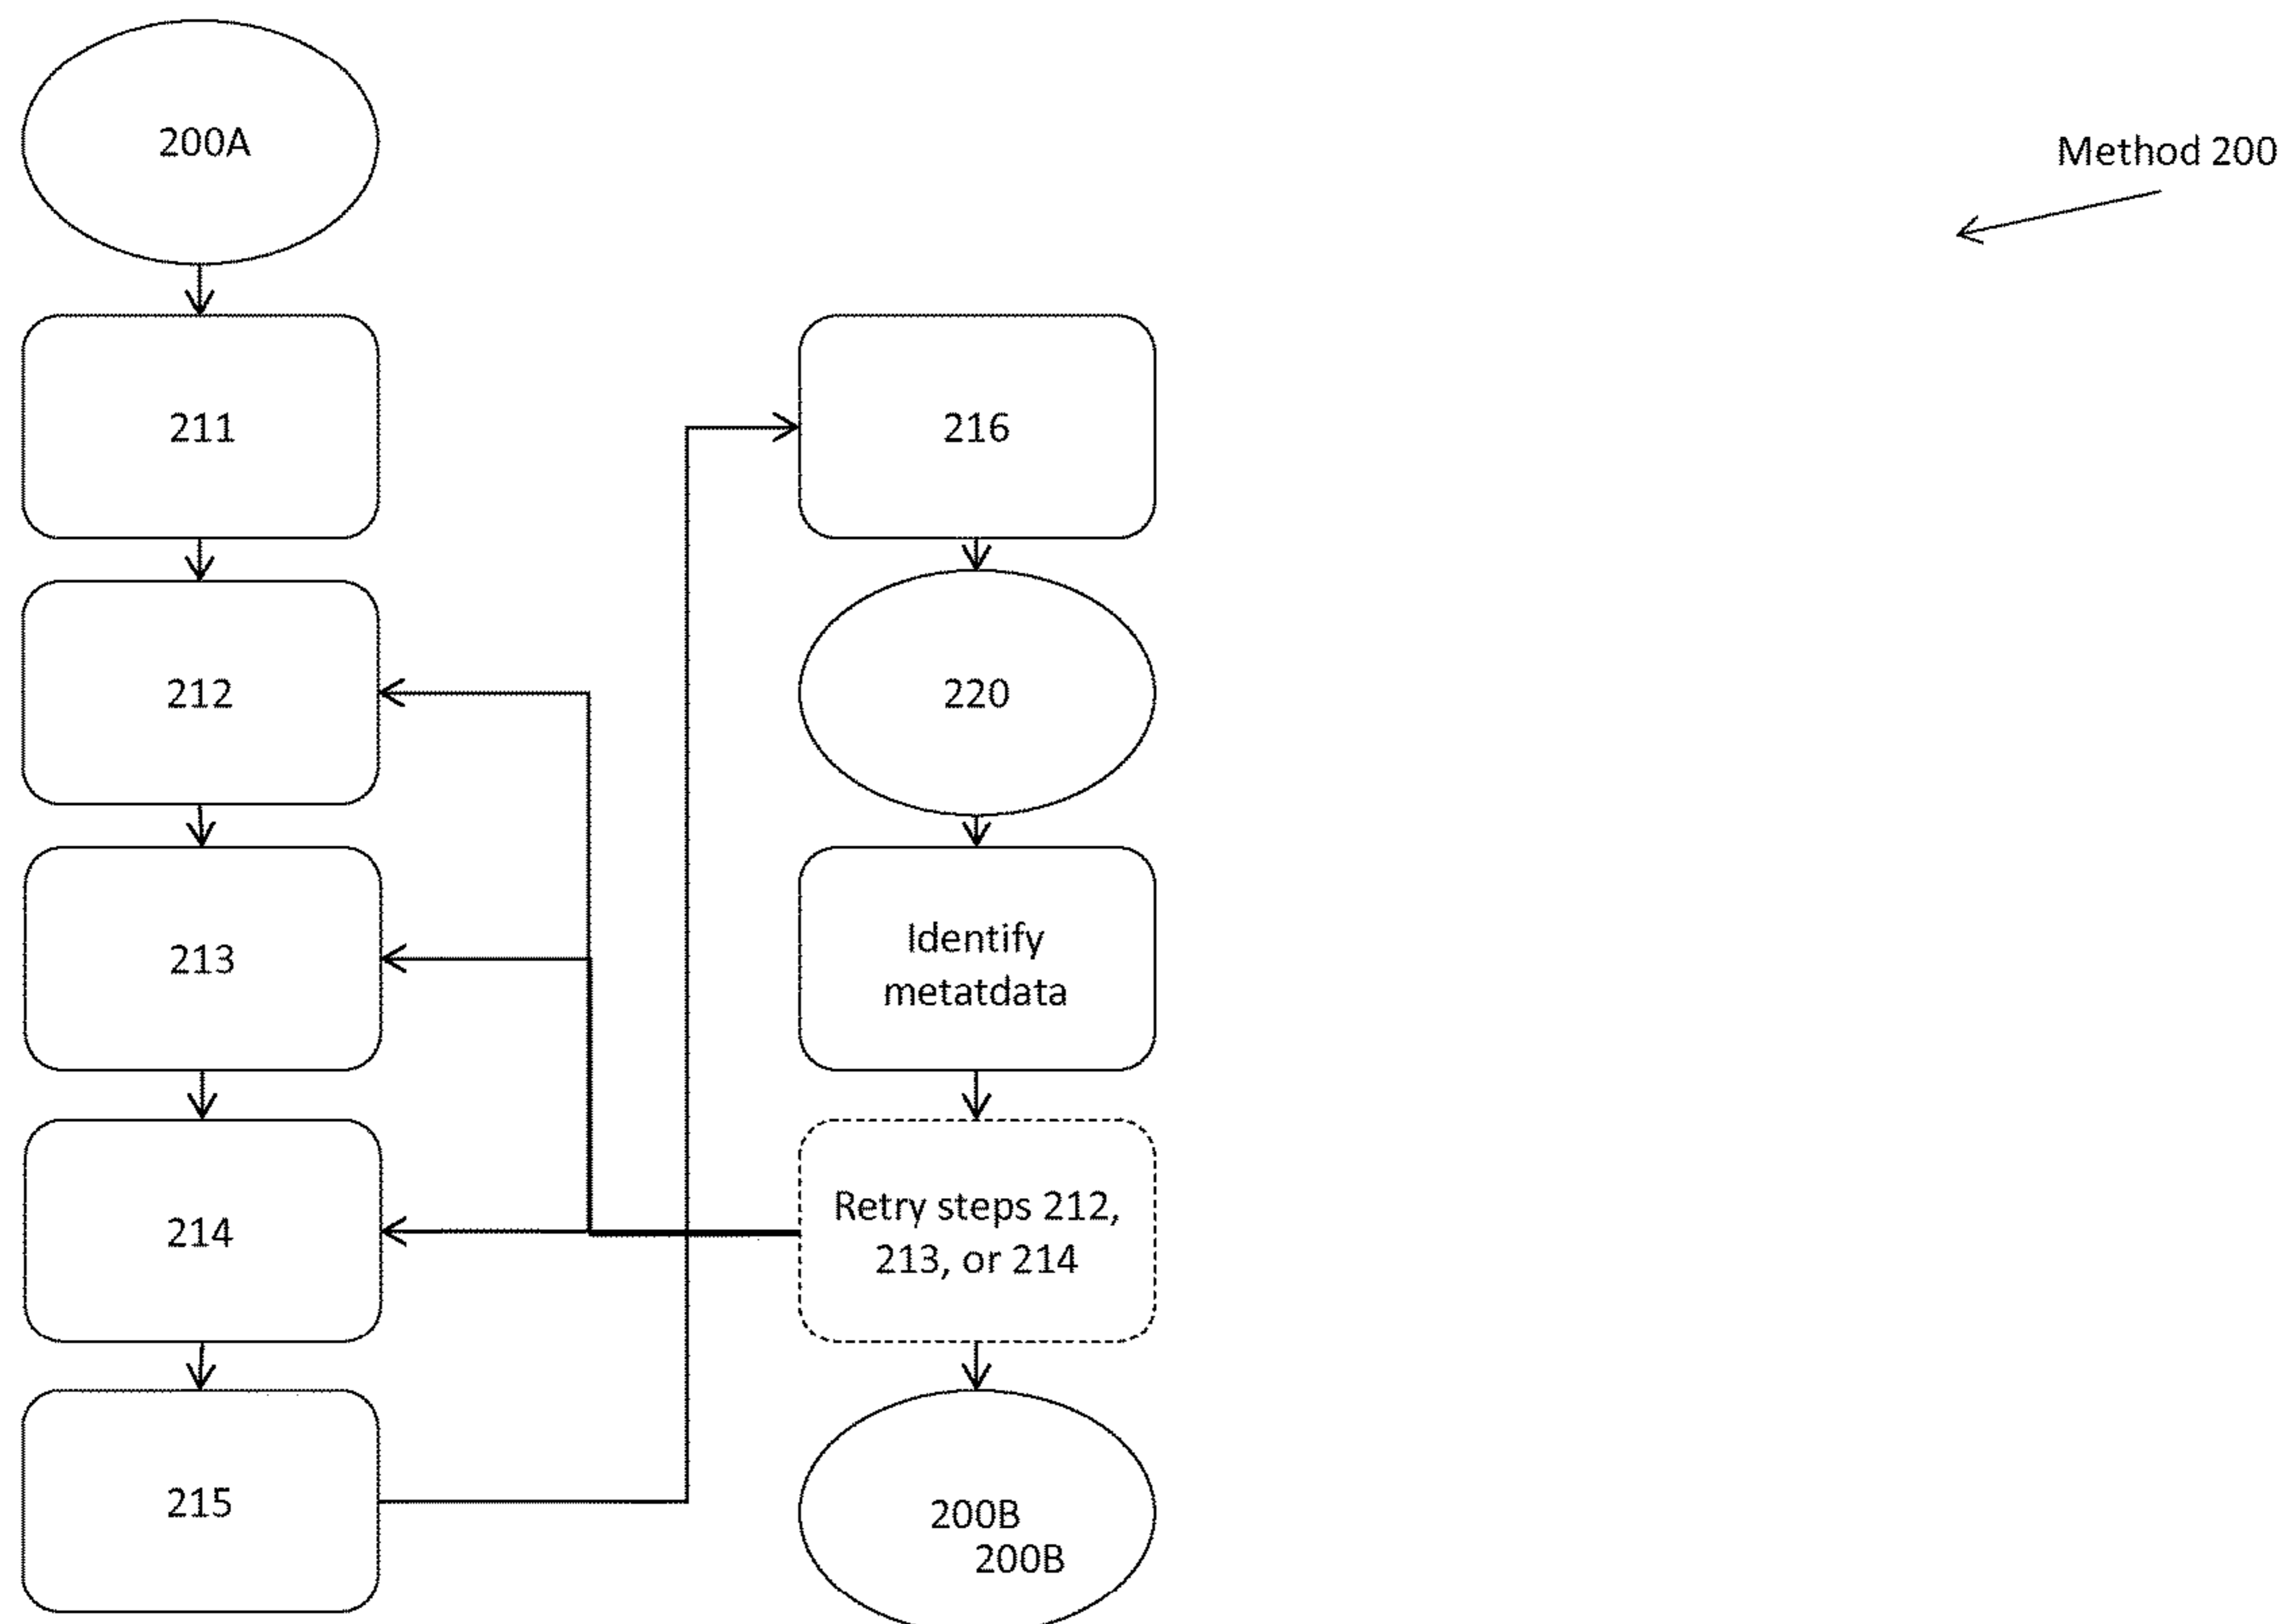 200A
Method 200
211
212
213
214
215
216
220
Identify
metatdata
Retry steps 212,
213, or 214
200B
200B